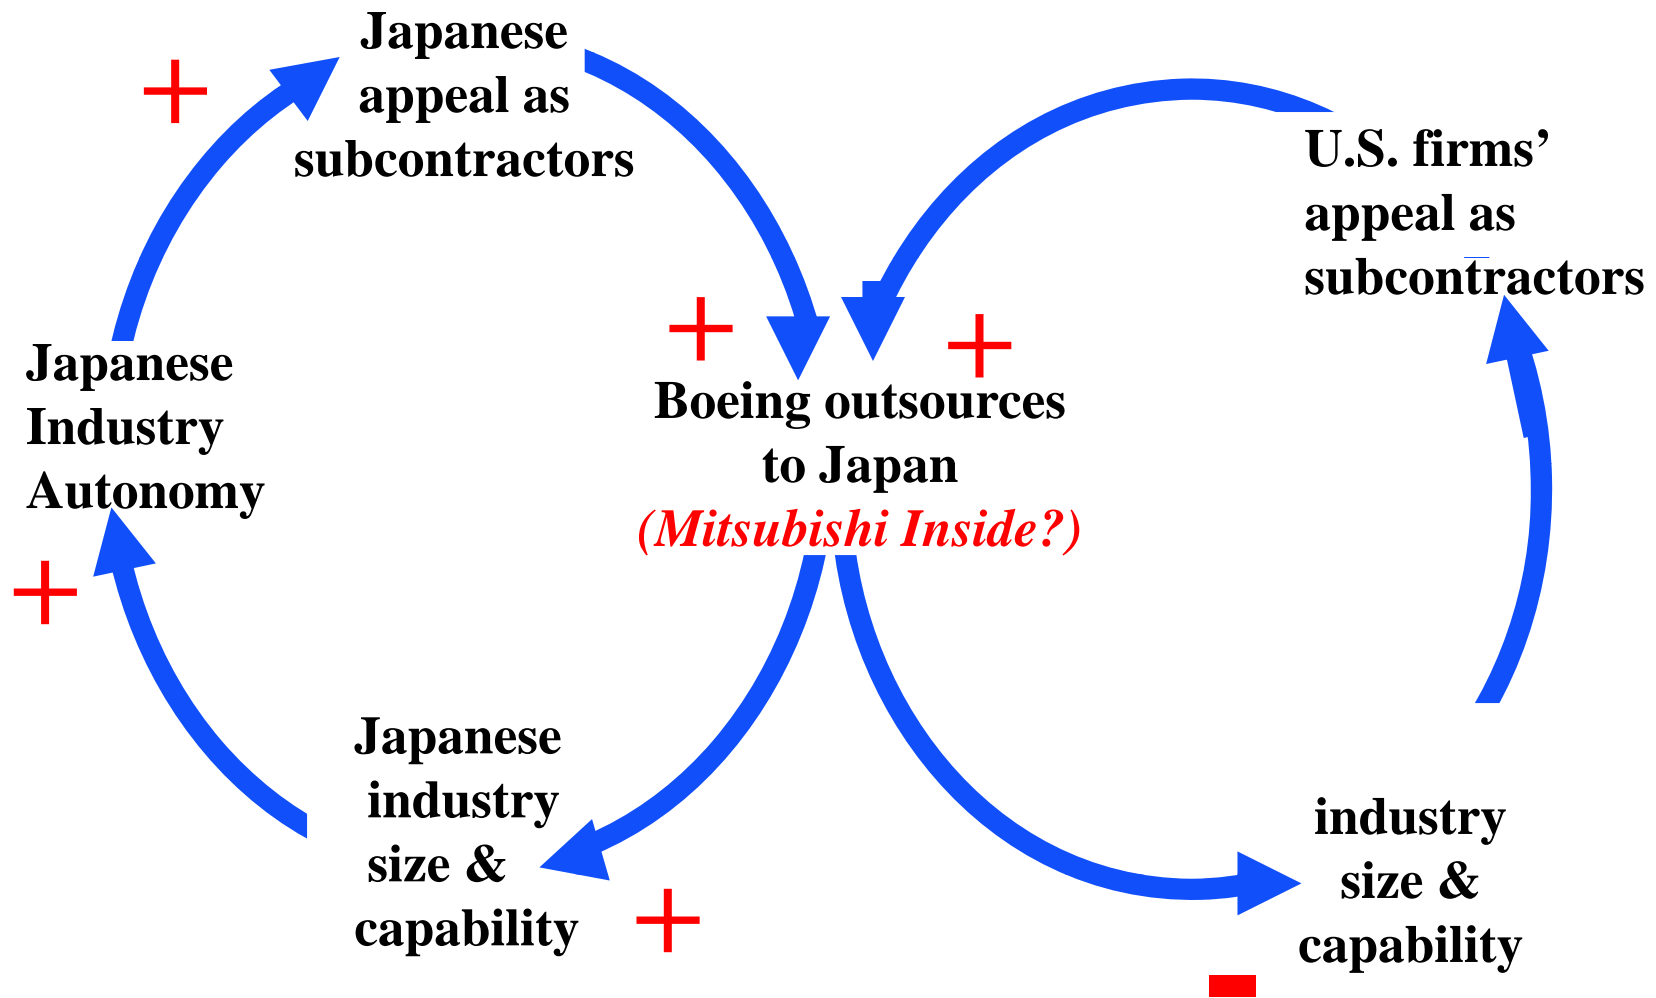 Japanese
appeal as
subcontractors
U.S. firms’
appeal as
subcontractors
Japanese
Industry
Autonomy
Boeing outsources
to Japan
(Mitsubishi Inside?)
Japanese
industry
size &
capability
industry
size &
capability
+
+
+
+
+
-